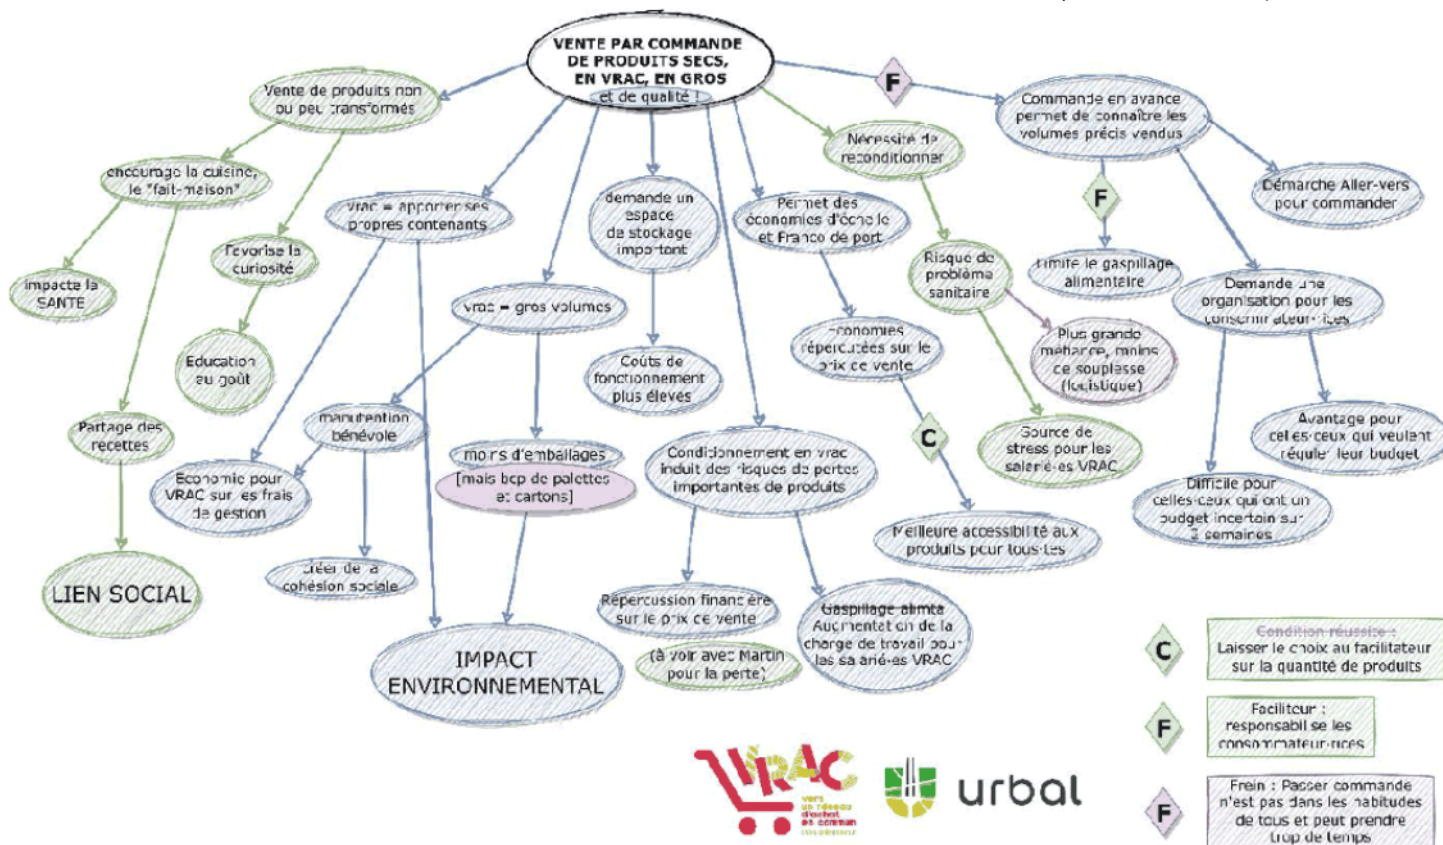 VENTE PAR COMMANDE
DE PRODUITS SECS,
EN VRAC, EN GROS
et de qualité !
Vente de produits non
ou peu transformés
encourage la cuisine,
le "fait-maison"
impacte la
SANTE
Favorise la
curiosité
Education
au goût
Partage des
recettes
LIEN SOCIAL
vrac = apporter ses
propres contenants
Economie pour
VRAC sur les frais
de gestion
vrac = gros volumes
manutention
bénévole
Créer de la
cohésion sociale
moins d'emballages
[mais bcp de palettes
et cartons]
IMPACT
ENVIRONNEMENTAL
demande un
espace
de stockage
important
Coûts de
fonctionnement
plus élevés
Conditionnement en vrac
induit des risques de pertes
importantes de produits
Répercussion financière
sur le prix de vente
(à voir avec Martin
pour la perte)
Gaspillage alimta
Augmentation de la
charge de travail pour
les salarié·es VRAC
Permet des
économies d'échelle
et Franco de port
Economies
répercutées sur le
prix de vente
C
Meilleure accessibilité aux
produits pour tous·tes
Nécessité de
reconditionner
Risque de
problème
sanitaire
Plus grande
méfiance, moins
de souplesse
(logistique)
Source de
stress pour les
salarié·es VRAC
F
Commande en avance
permet de connaître les
volumes précis vendus
F
Limite le gaspillage
alimentaire
Démarche Aller-vers
pour commander
Demande une
organisation pour les
consommateur·rices
Avantage pour
celles·ceux qui veulent
réguler leur budget
Difficile pour
celles·ceux qui ont un
budget incertain sur
2 semaines
C
Condition réussite :
Laisser le choix au facilitateur
sur la quantité de produits
F
Faciliteur :
responsabilise les
consommateur·rices
F
Frein : Passer commande
n'est pas dans les habitudes
de tous et peut prendre
trop de temps
VRAC
vers
un réseau
d'achat
en commun
urbal